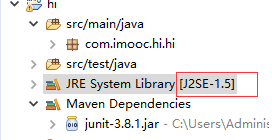 hi
src/main/java
com.imooc.hi.hi
src/test/java
JRE System Library [J2SE-1.5]
Maven Dependencies
junit-3.8.1.jar - C:\Users\Adminis